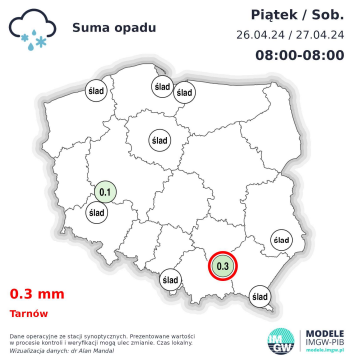 Suma opadu
Piątek / Sob.
26.04.24 / 27.04.24
08:00-08:00
ślad
ślad
ślad
ślad
0.1
ślad
ślad
0.3
ślad
ślad
0.3 mm
Tarnów
Dane operacyjne ze stacji synoptycznych. Prezentowane wartości
w procesie kontroli i weryfikacji mogą ulec zmianie. Czas lokalny.
Wizualizacja danych: dr Alan Mandal
IM
GW
MODELE
IMGW-PIB
modele.imgw.pl